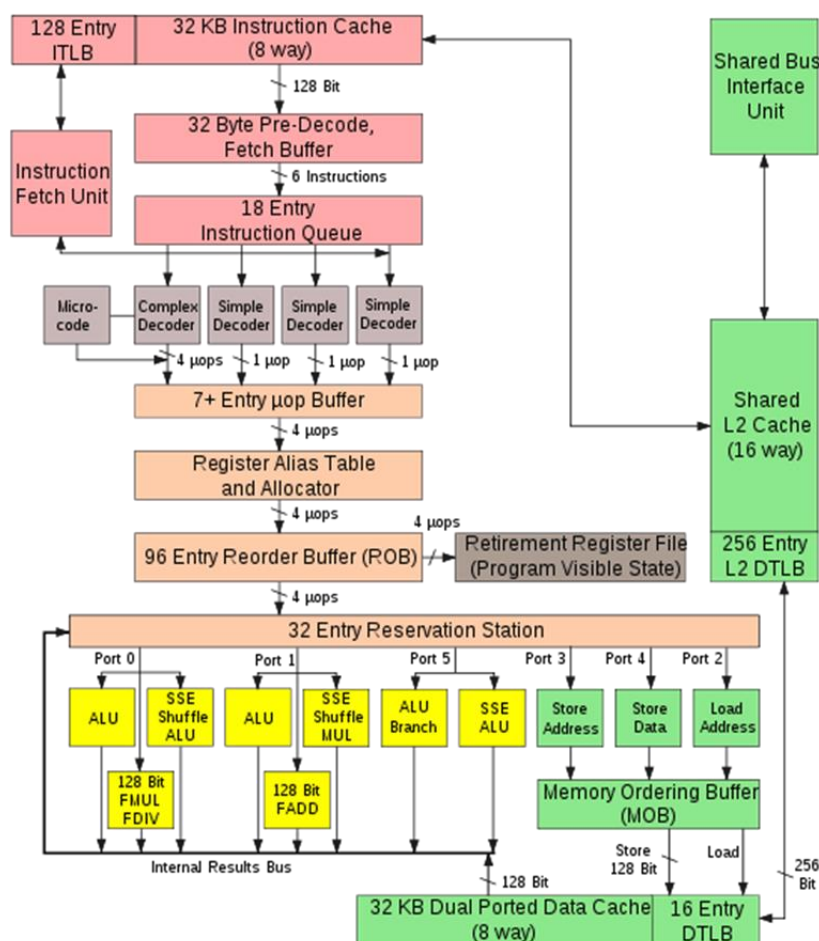 128 Entry
ITLB
32 KB Instruction Cache
(8 way)
Shared Bus
Interface
Unit
128 Bit
32 Byte Pre-Decode,
Fetch Buffer
Instruction
Fetch Unit
6 Instructions
18 Entry
Instruction Queue
Micro-
code
Complex
Decoder
Simple
Decoder
Simple
Decoder
Simple
Decoder
4 µops
1 µop
1 µop
1 µop
7+ Entry µop Buffer
Shared
L2 Cache
(16 way)
4 µops
Register Alias Table
and Allocator
4 µops
4 µops
96 Entry Reorder Buffer (ROB)
Retirement Register File
(Program Visible State)
256 Entry
L2 DTLB
4 µops
32 Entry Reservation Station
Port 0
Port 1
Port 5
Port 3
Port 4
Port 2
ALU
SSE
Shuffle
ALU
ALU
SSE
Shuffle
MUL
ALU
Branch
SSE
ALU
Store
Address
Store
Data
Load
Address
128 Bit
FMUL
FDIV
128 Bit
FADD
Memory Ordering Buffer
(MOB)
Internal Results Bus
Store
128 Bit
Load
256
Bit
128 Bit
32 KB Dual Ported Data Cache
(8 way)
16 Entry
DTLB